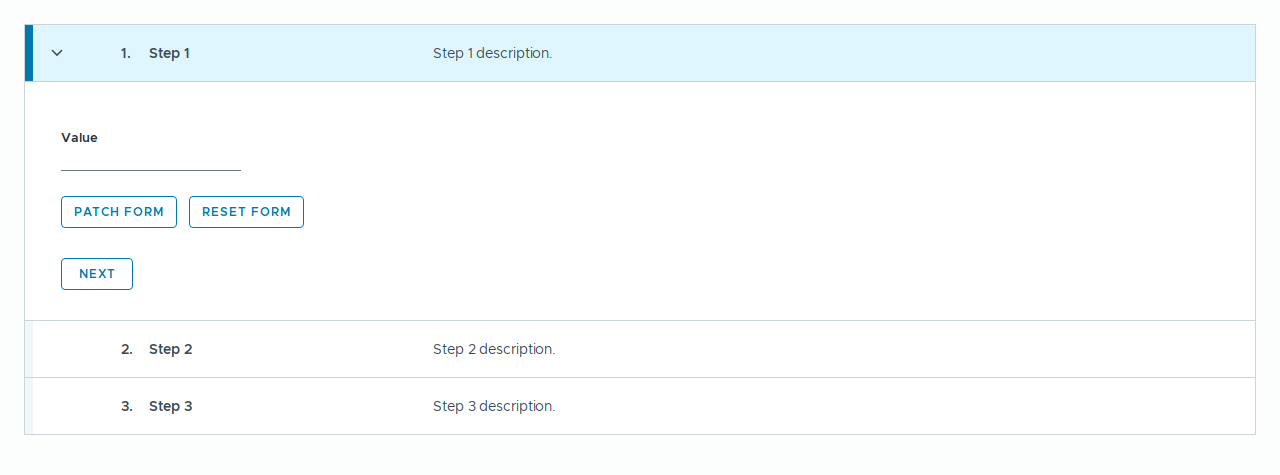 1. Step 1 Step 1 description.
Value
PATCH FORM RESET FORM
NEXT
2. Step 2 Step 2 description.
3. Step 3 Step 3 description.